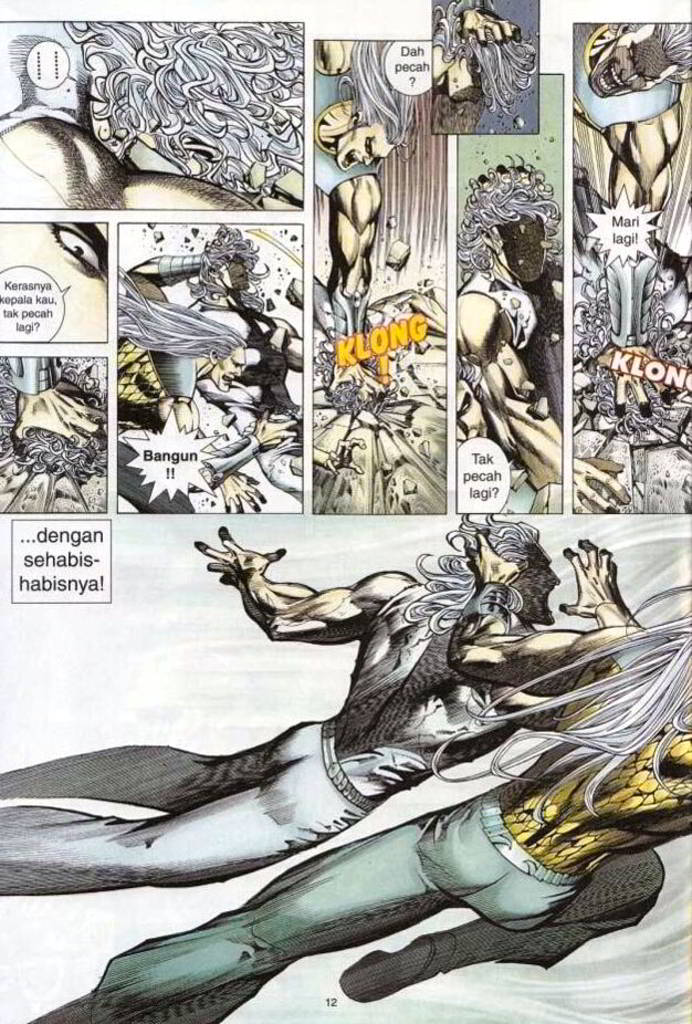 !!
Kerasnya
kepala kau,
tak pecah
lagi?
Bangun
!!
Dah
pecah
?
KLONG
!
Tak
pecah
lagi?
Mari
lagi!
KLONG
...dengan
sehabis-
habisnya!
12